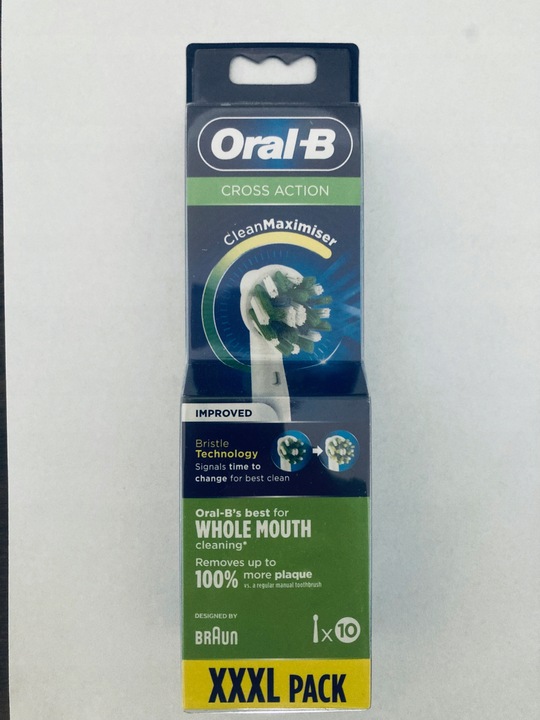 Oral-B
CROSS ACTION
CleanMaximiser
IMPROVED
Bristle
Technology
Signals time to
change for best clean
Oral-B's best for
WHOLE MOUTH
cleaning*
Removes up to
100% more plaque
vs. a regular manual toothbrush
DESIGNED BY
BRAUN
x10
XXXL PACK